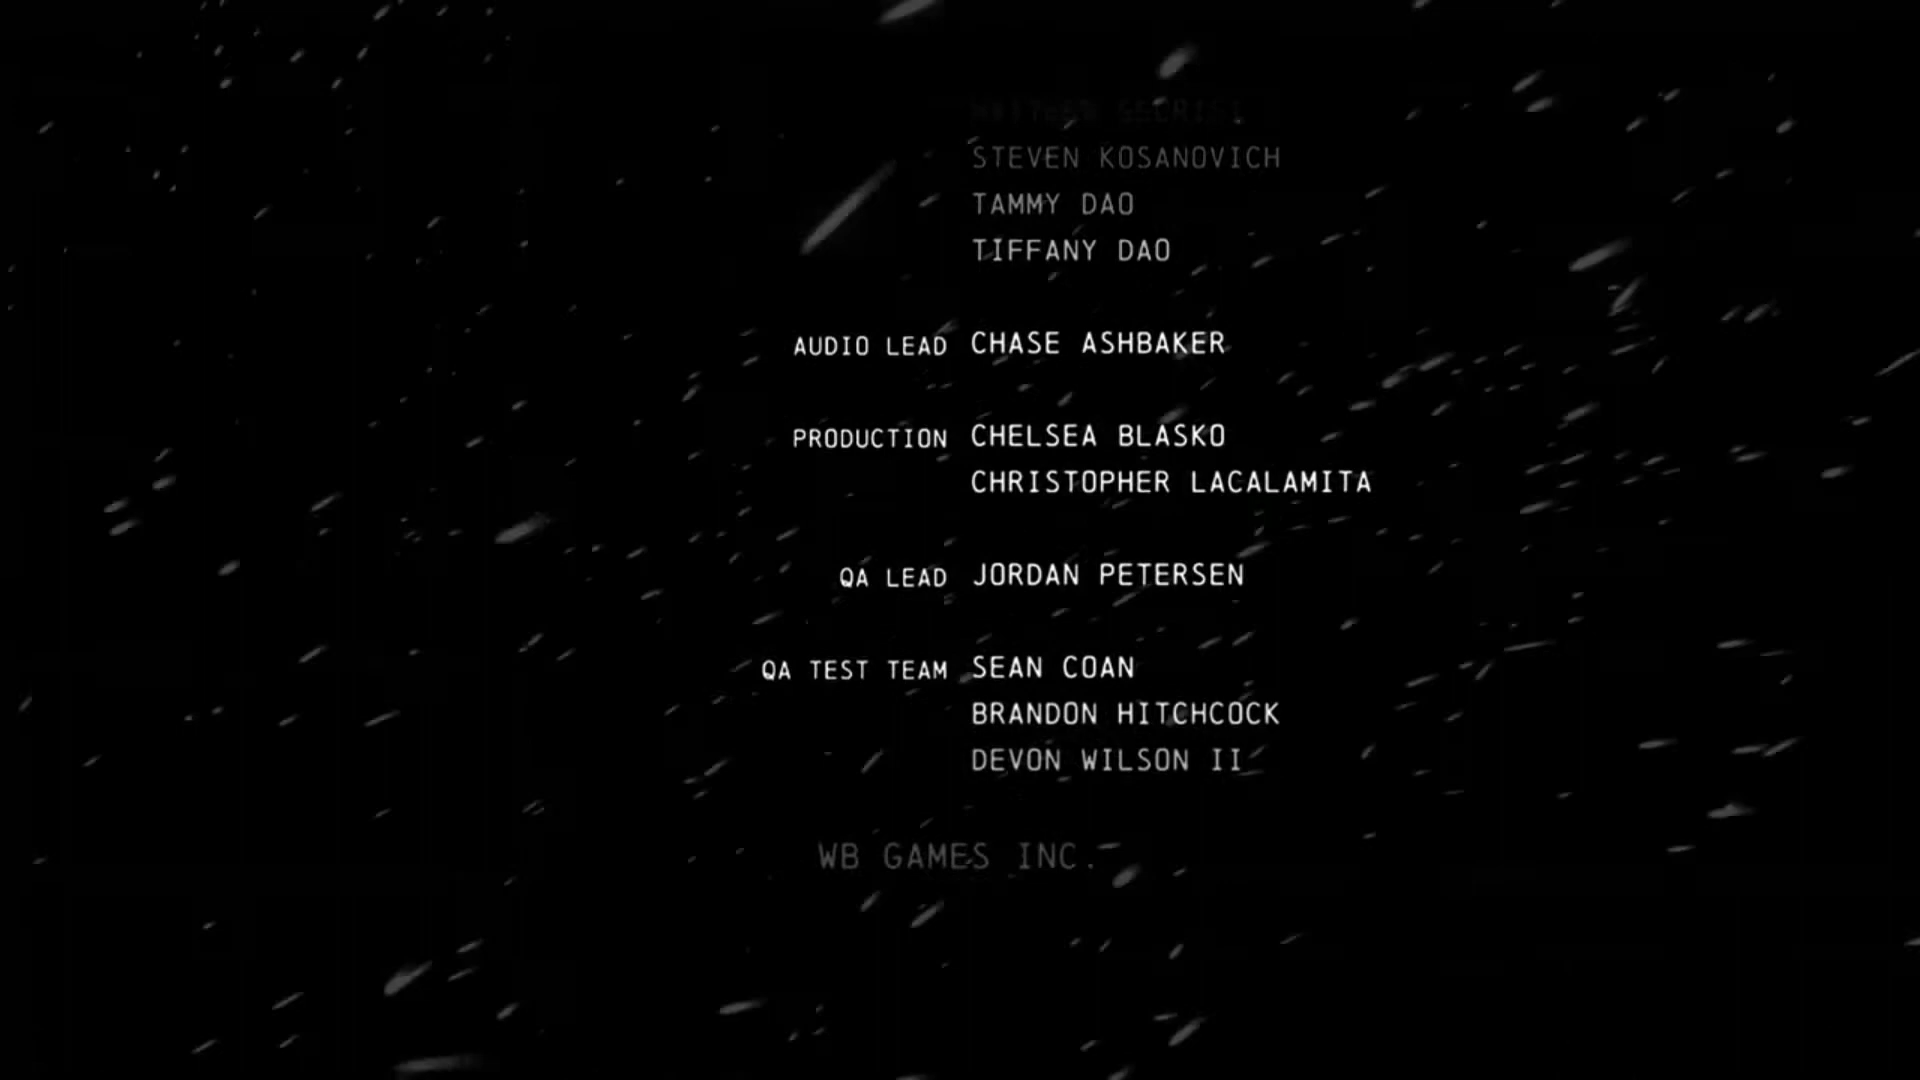 STEVEN KOSANOVICH
TAMMY DAO
TIFFANY DAO
AUDIO LEAD CHASE ASHBAKER
PRODUCTION CHELSEA BLASKO
CHRISTOPHER LACALAMITA
QA LEAD JORDAN PETERSEN
QA TEST TEAM SEAN COAN
BRANDON HITCHCOCK
DEVON WILSON II
WB GAMES INC.